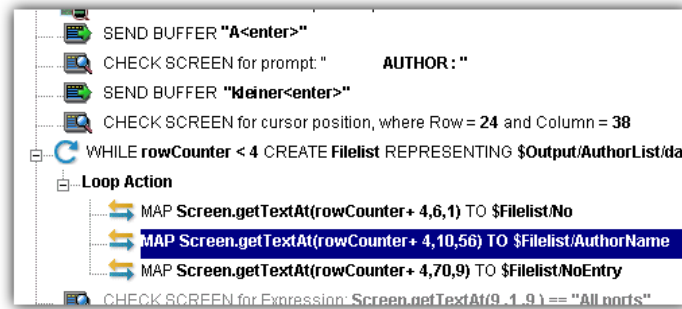 SEND BUFFER "A<enter>"
CHECK SCREEN for prompt: " AUTHOR : "
SEND BUFFER "kleiner<enter>"
CHECK SCREEN for cursor position, where Row = 24 and Column = 38
WHILE rowCounter < 4 CREATE Filelist REPRESENTING $Output/AuthorList/da
Loop Action
MAP Screen.getTextAt(rowCounter+ 4,6,1) TO $Filelist/No
MAP Screen.getTextAt(rowCounter+ 4,10,56) TO $Filelist/AuthorName
MAP Screen.getTextAt(rowCounter+ 4,70,9) TO $Filelist/NoEntry
CHECK SCREEN for Expression: Screen.getTextAt(9 ,1 ,9 ) == "All ports"